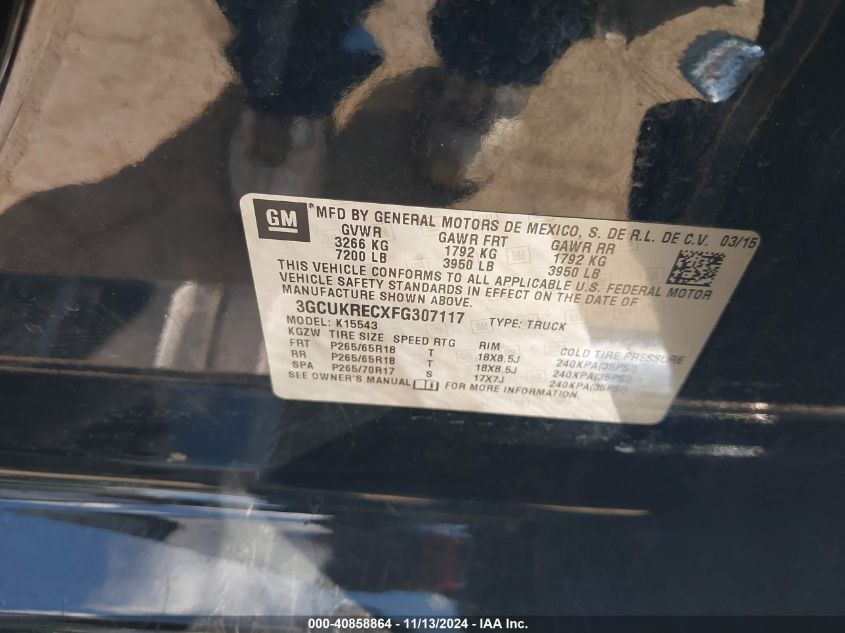 GM ® MFD BY GENERAL MOTORS DE MEXICO, S. DE R.L. DE C.V. 03/15
GVWR GAWR FRT GAWR RR
3266 KG 1792 KG 1792 KG
7200 LB 3950 LB 3950 LB
THIS VEHICLE CONFORMS TO ALL APPLICABLE U.S. FEDERAL MOTOR
VEHICLE SAFETY STANDARDS IN EFFECT ON THE DATE OF
MANUFACTURE SHOWN ABOVE.
3GCUKRECXFG307117 TYPE: TRUCK
MODEL: K15543
KGZW TIRE SIZE SPEED RTG RIM COLD TIRE PRESSURE
FRT P265/65R18 T 18X8.5J 240KPA(35PSI)
RR P265/65R18 T 18X8.5J 240KPA(35PSI)
SPA P265/70R17 S 17X7J 240KPA(35PSI)
SEE OWNER'S MANUAL FOR MORE INFORMATION.
000-40858864 - 11/13/2024 - IAA Inc.